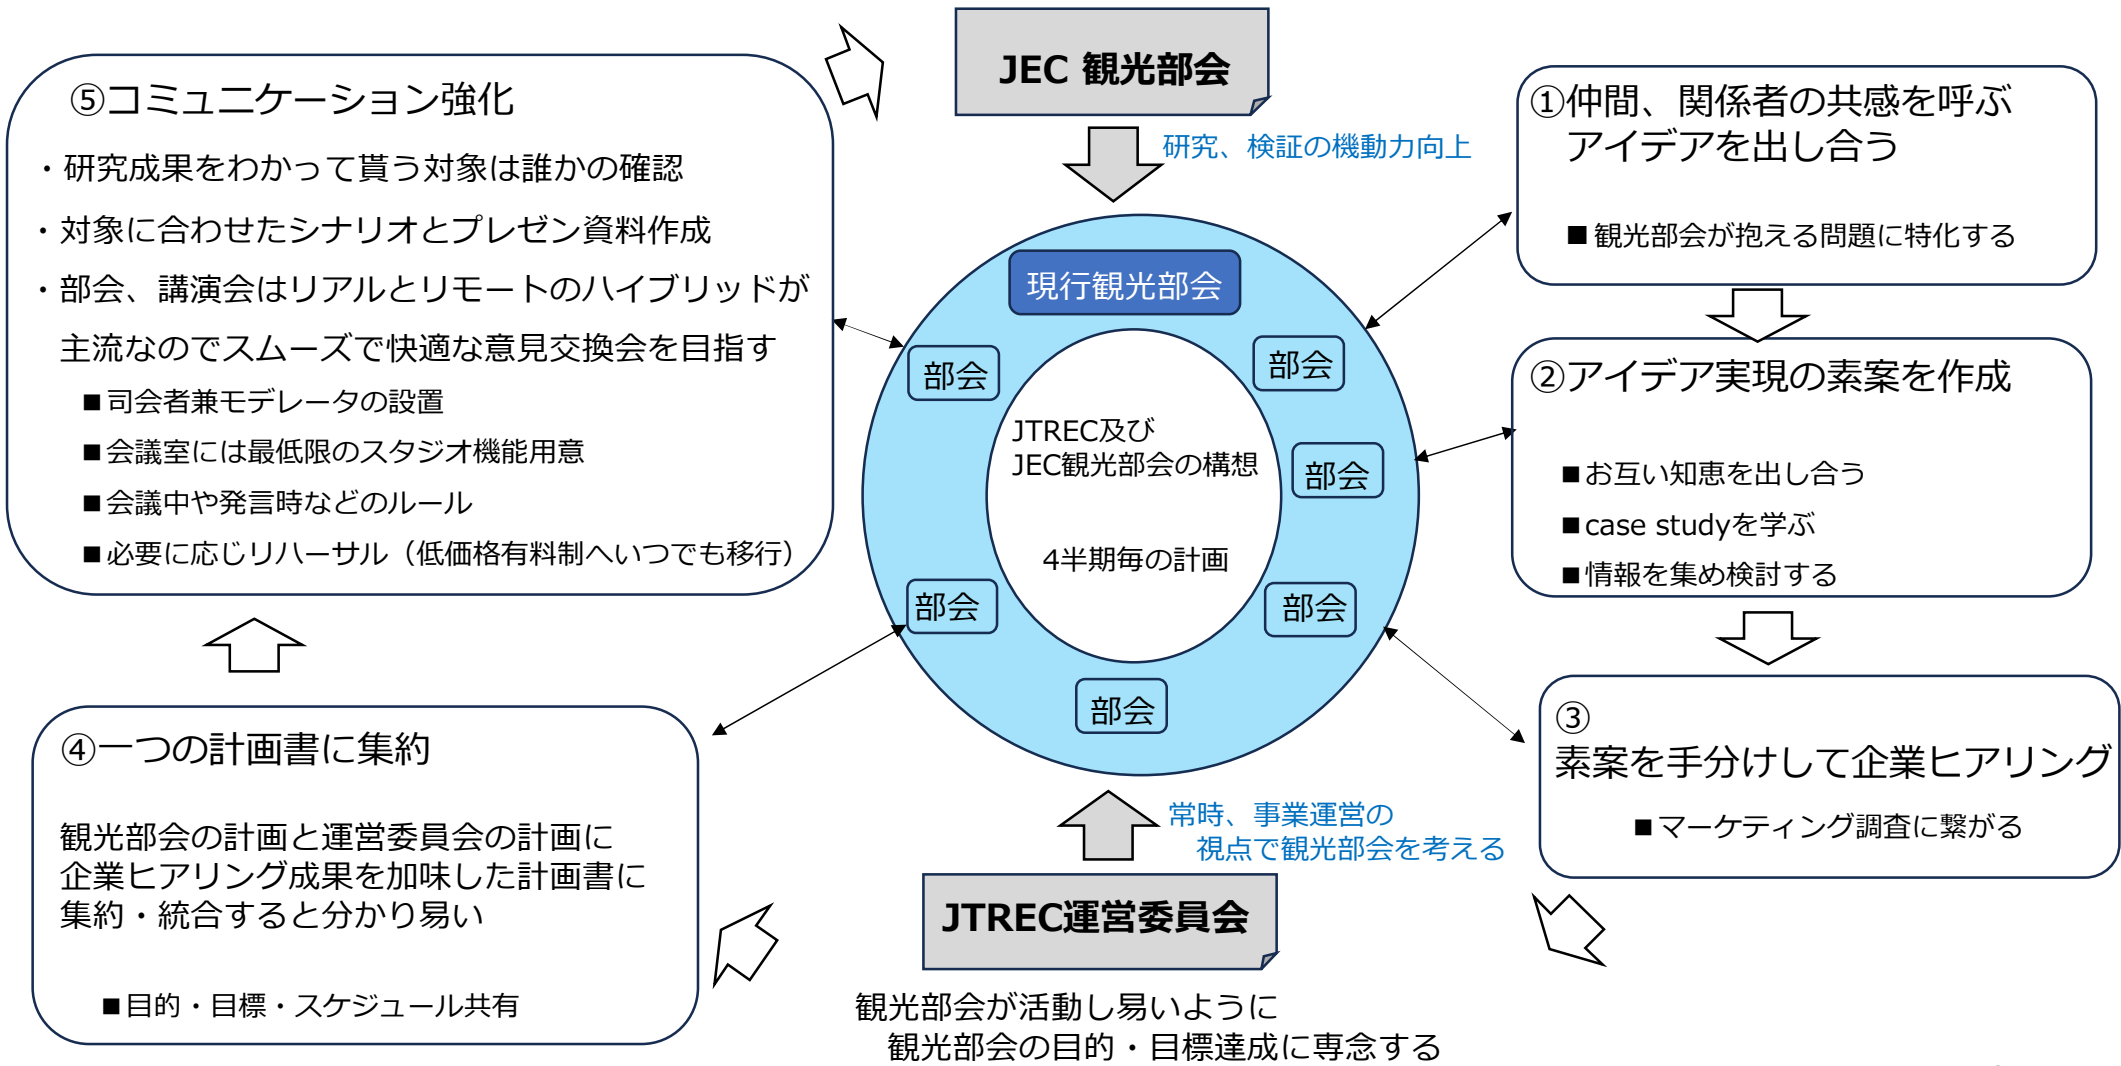 JEC 観光部会
研究、検証の機動力向上
①仲間、関係者の共感を呼ぶ
アイデアを出し合う
■観光部会が抱える問題に特化する
②アイデア実現の素案を作成
■お互い知恵を出し合う
■case studyを学ぶ
■情報を集め検討する
③
素案を手分けして企業ヒアリング
■マーケティング調査に繋がる
④一つの計画書に集約
観光部会の計画と運営委員会の計画に
企業ヒアリング成果を加味した計画書に
集約・統合すると分かり易い
■目的・目標・スケジュール共有
⑤コミュニケーション強化
・研究成果をわかって貰う対象は誰かの確認
・対象に合わせたシナリオとプレゼン資料作成
・部会、講演会はリアルとリモートのハイブリッドが
主流なのでスムーズで快適な意見交換会を目指す
■司会者兼モデレータの設置
■会議室には最低限のスタジオ機能用意
■会議中や発言時などのルール
■必要に応じリハーサル（低価格有料制へいつでも移行）
現行観光部会
部会
部会
部会
部会
部会
部会
JTREC及び
JEC観光部会の構想
4半期毎の計画
常時、事業運営の
視点で観光部会を考える
JTREC運営委員会
観光部会が活動し易いように
観光部会の目的・目標達成に専念する